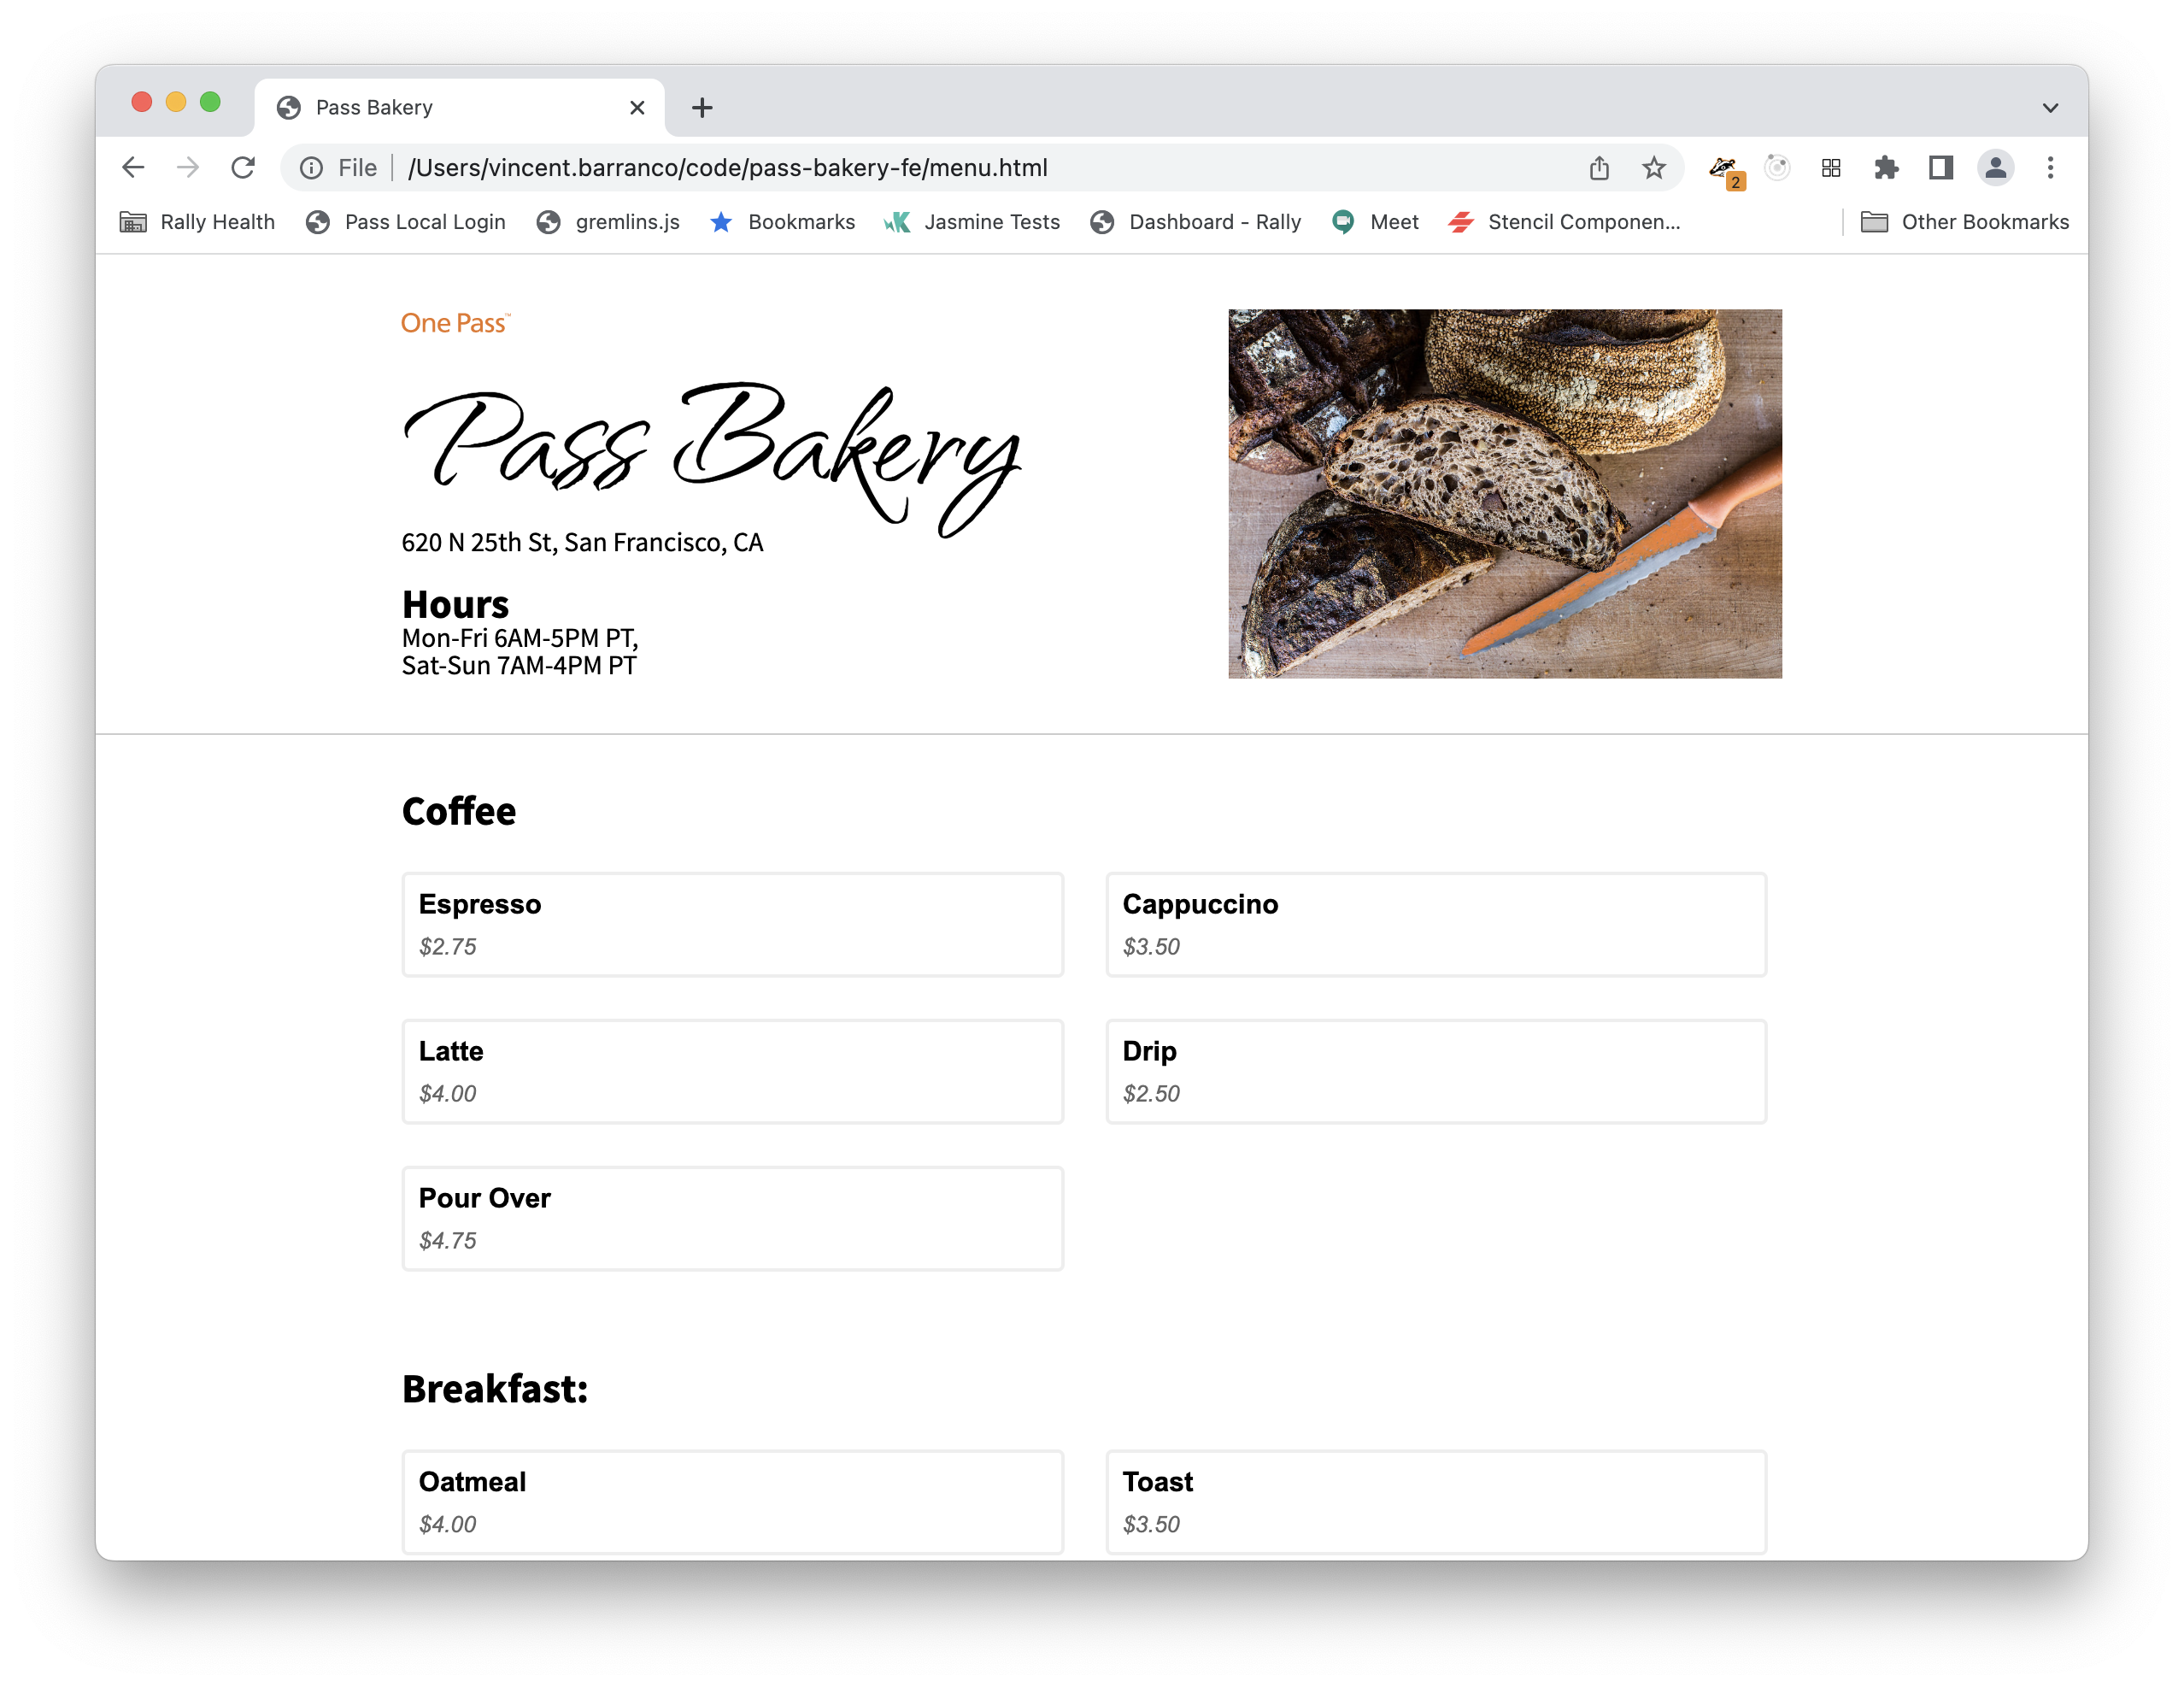 Pass Bakery
File | /Users/vincent.barranco/code/pass-bakery-fe/menu.html
2
Rally Health Pass Local Login gremlins.js Bookmarks Jasmine Tests Dashboard - Rally Meet Stencil Componen... Other Bookmarks
One Pass™
Pass Bakery
620 N 25th St, San Francisco, CA
Hours
Mon-Fri 6AM-5PM PT,
Sat-Sun 7AM-4PM PT
Coffee
Espresso
$2.75
Cappuccino
$3.50
Latte
$4.00
Drip
$2.50
Pour Over
$4.75
Breakfast:
Oatmeal
$4.00
Toast
$3.50